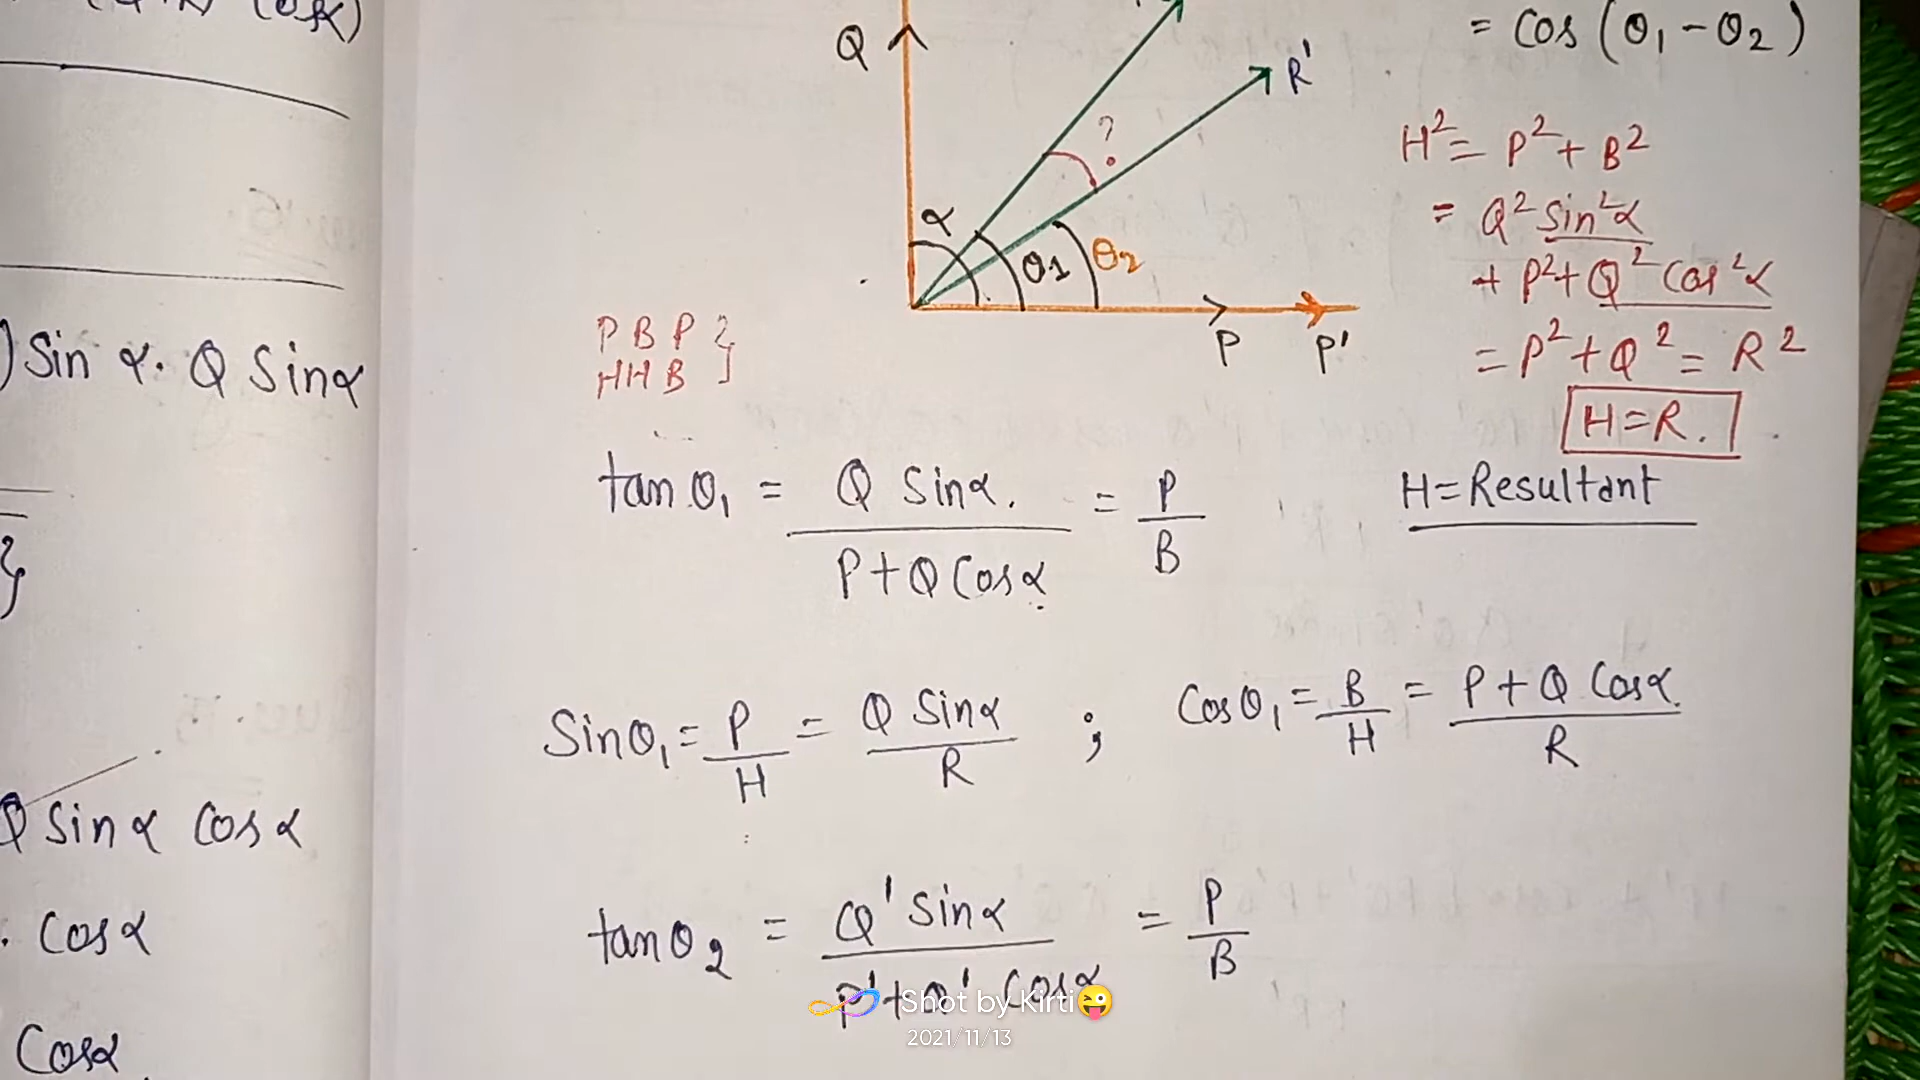 Cosα)
) Sin α. Q Sinα
Q Sin α Cos α
. Cosα
Cosα
Q
R'
?
α
θ1
θ2
P
P'
= Cos (θ₁ - θ₂)
H² = P² + B²
= Q² Sin²α
+ P² + Q² Cos²α
= P² + Q² = R²
H=R.
H=Resultant
P B P }
H H B
tan θ₁ = Q Sinα. / P+Q Cosα = P / B
Sinθ₁ = P / H = Q Sinα / R ; Cosθ₁ = B / H = P+Q Cosα / R
tan θ₂ = Q' Sinα / P'+Q' Cosα = P / B
Shot by Kirti😜
2021/11/13